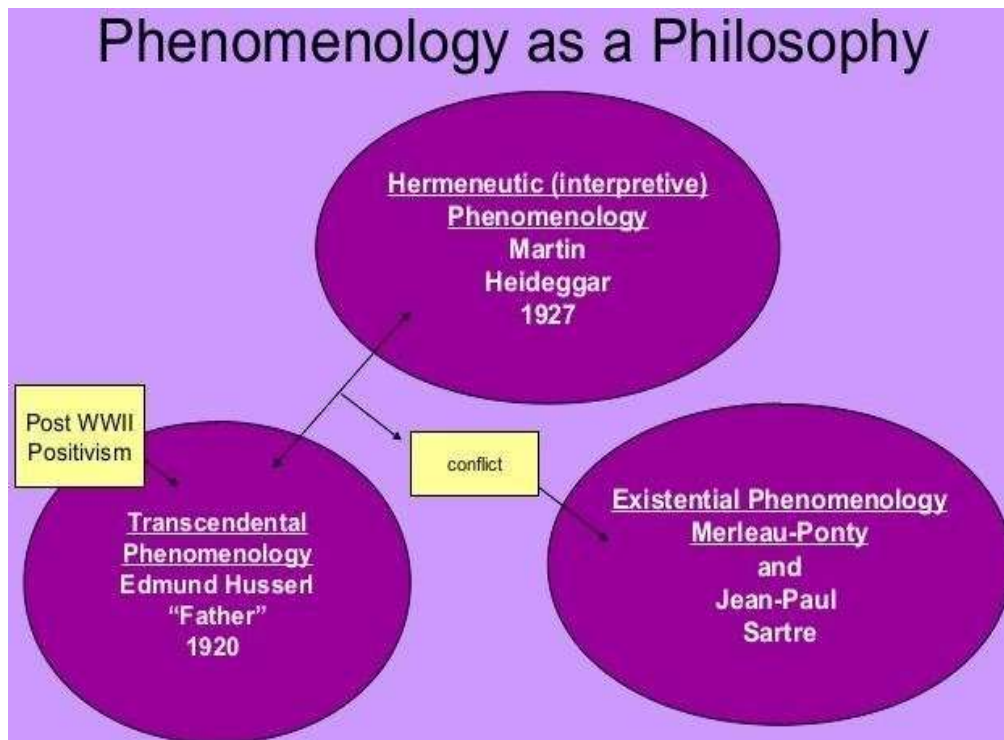 Phenomenology as a Philosophy
Hermeneutic (interpretive)
Phenomenology
Martin
Heideggar
1927
Post WWII
Positivism
conflict
Transcendental
Phenomenology
Edmund Husserl
“Father”
1920
Existential Phenomenology
Merleau-Ponty
and
Jean-Paul
Sartre